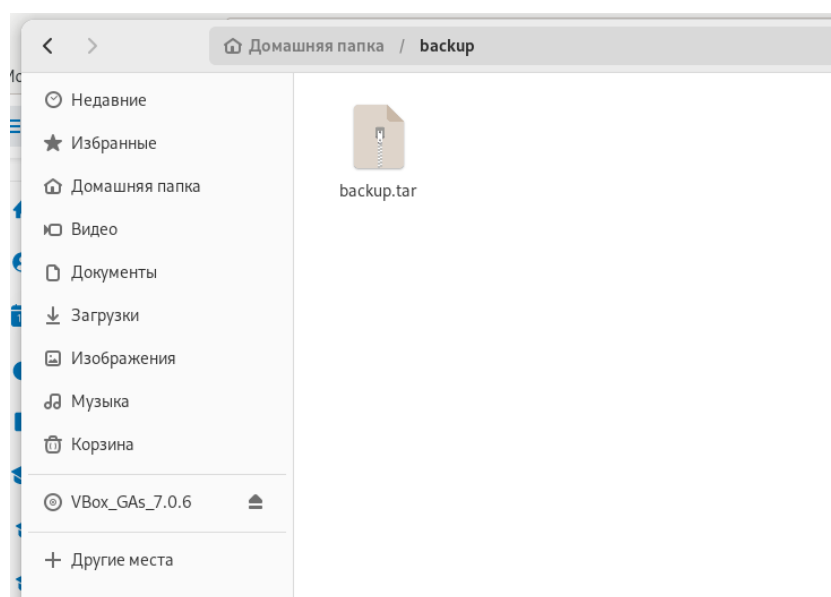 Домашняя папка / backup
Недавние
Избранные
Домашняя папка
Видео
Документы
Загрузки
Изображения
Музыка
Корзина
VBox_GAs_7.0.6
Другие места
backup.tar